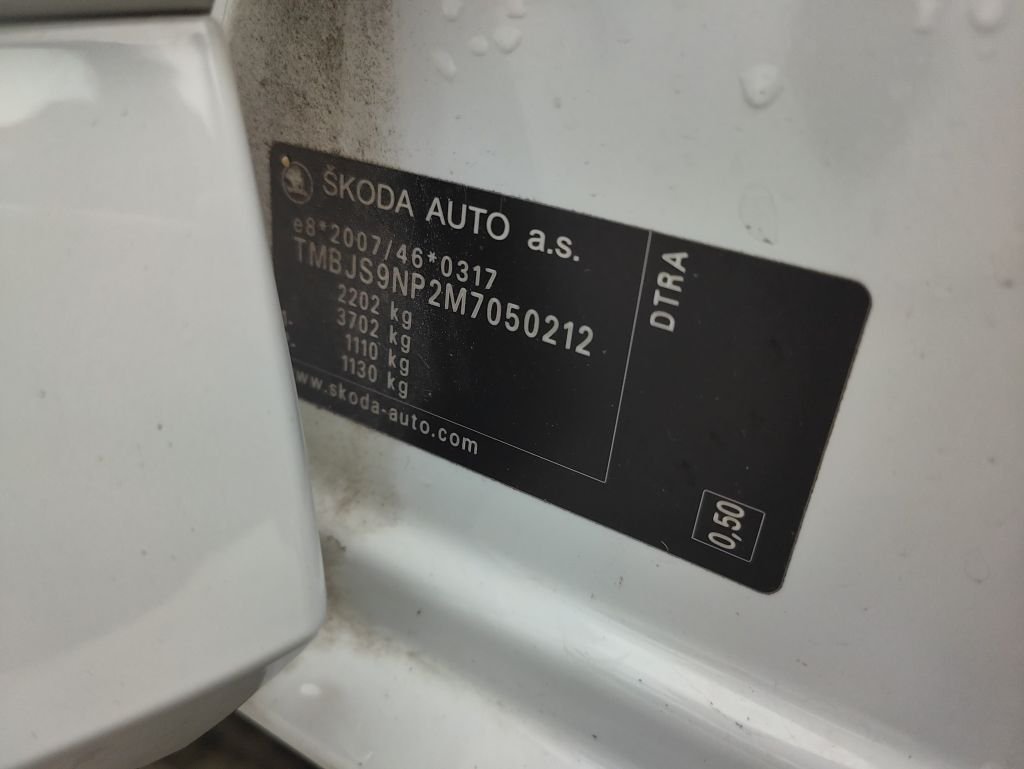 ŠKODA AUTO a.s.
e8*2007/46*0317
TMBJS9NP2M7050212
2202 kg
3702 kg
1110 kg
1130 kg
www.skoda-auto.com
DTRA
0,50